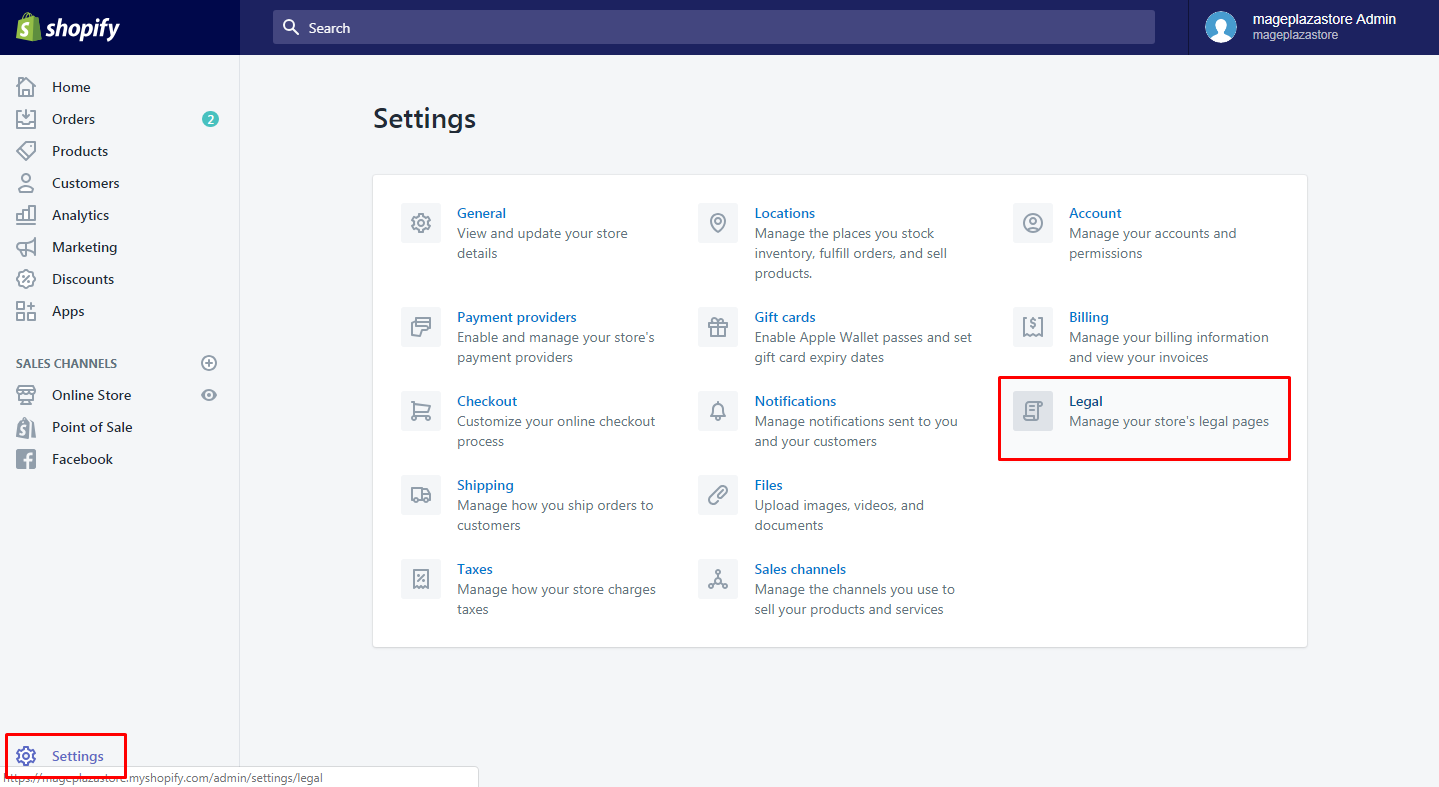 shopify
Search
mageplazastore Admin
mageplazastore
Home
Orders
2
Products
Customers
Analytics
Marketing
Discounts
Apps
SALES CHANNELS
Online Store
Point of Sale
Facebook
Settings
https://mageplazastore.myshopify.com/admin/settings/legal
Settings
General
View and update your store
details
Payment providers
Enable and manage your store's
payment providers
Checkout
Customize your online checkout
process
Shipping
Manage how you ship orders to
customers
Taxes
Manage how your store charges
taxes
Locations
Manage the places you stock
inventory, fulfill orders, and sell
products.
Gift cards
Enable Apple Wallet passes and set
gift card expiry dates
Notifications
Manage notifications sent to you
and your customers
Files
Upload images, videos, and
documents
Sales channels
Manage the channels you use to
sell your products and services
Account
Manage your accounts and
permissions
Billing
Manage your billing information
and view your invoices
Legal
Manage your store's legal pages